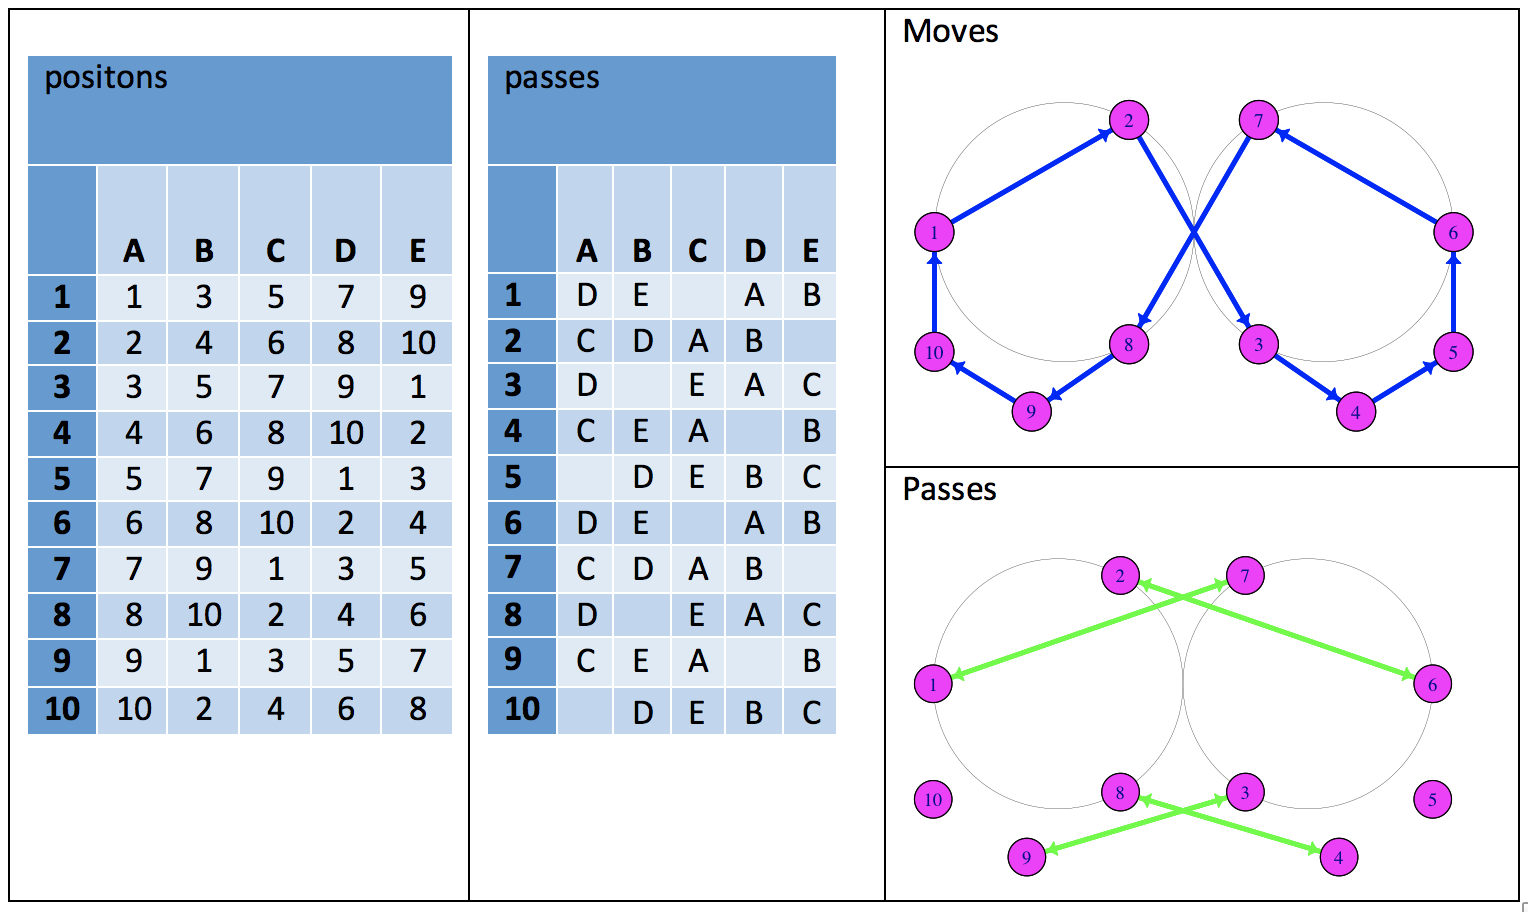 positons
A B C D E
1 1 3 5 7 9
2 2 4 6 8 10
3 3 5 7 9 1
4 4 6 8 10 2
5 5 7 9 1 3
6 6 8 10 2 4
7 7 9 1 3 5
8 8 10 2 4 6
9 9 1 3 5 7
10 10 2 4 6 8
passes
A B C D E
1 D E A B
2 C D A B
3 D E A C
4 C E A B
5 D E B C
6 D E A B
7 C D A B
8 D E A C
9 C E A B
10 D E B C
Moves
2 7
1 6
8 3
10 5
9 4
Passes
2 7
1 6
8 3
10 5
9 4